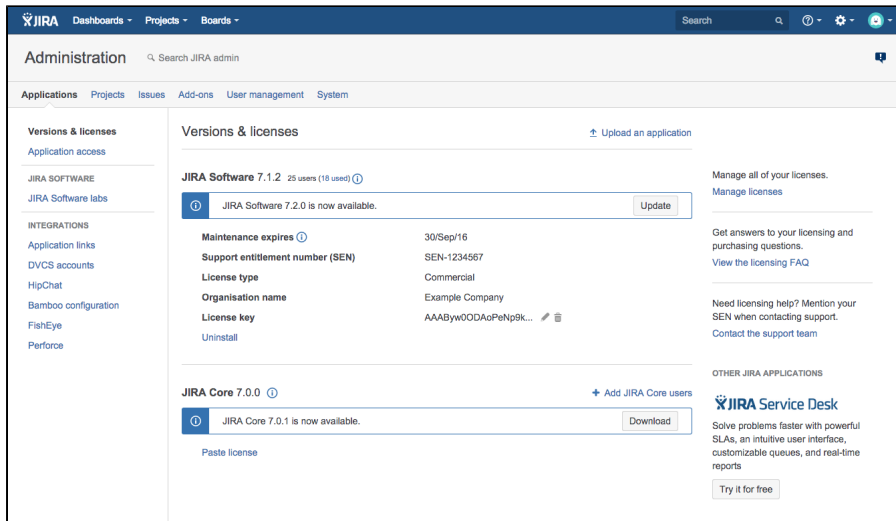 JIRA Dashboards Projects Boards Search
Administration Search JIRA admin
Applications Projects Issues Add-ons User management System
Versions & licenses
Application access
JIRA SOFTWARE
JIRA Software labs
INTEGRATIONS
Application links
DVCS accounts
HipChat
Bamboo configuration
FishEye
Perforce
Versions & licenses Upload an application
JIRA Software 7.1.2 25 users (18 used)
JIRA Software 7.2.0 is now available. Update
Maintenance expires 30/Sep/16
Support entitlement number (SEN) SEN-1234567
License type Commercial
Organisation name Example Company
License key AAAByw0ODAoPeNp9k...
Uninstall
JIRA Core 7.0.0 + Add JIRA Core users
JIRA Core 7.0.1 is now available. Download
Paste license
Manage all of your licenses.
Manage licenses
Get answers to your licensing and
purchasing questions.
View the licensing FAQ
Need licensing help? Mention your
SEN when contacting support.
Contact the support team
OTHER JIRA APPLICATIONS
JIRA Service Desk
Solve problems faster with powerful
SLAs, an intuitive user interface,
customizable queues, and real-time
reports
Try it for free